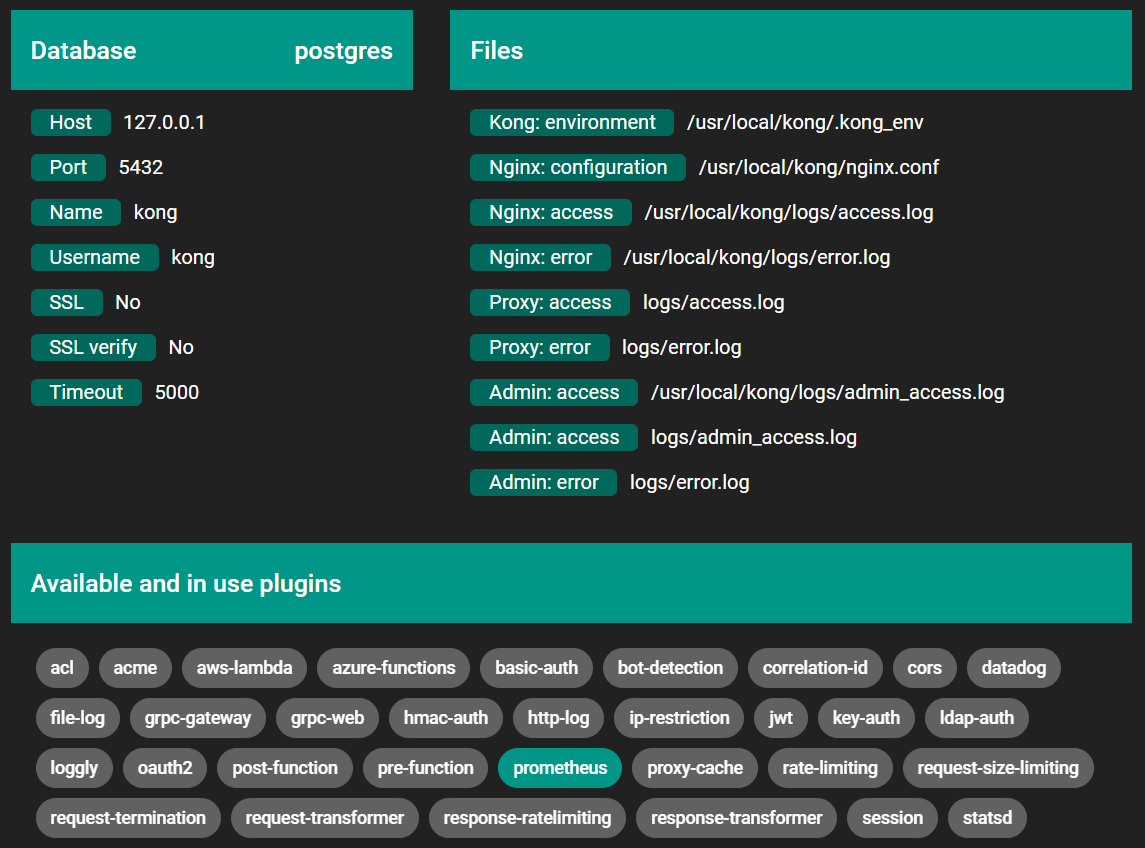 Database postgres
Host 127.0.0.1
Port 5432
Name kong
Username kong
SSL No
SSL verify No
Timeout 5000
Files
Kong: environment /usr/local/kong/.kong_env
Nginx: configuration /usr/local/kong/nginx.conf
Nginx: access /usr/local/kong/logs/access.log
Nginx: error /usr/local/kong/logs/error.log
Proxy: access logs/access.log
Proxy: error logs/error.log
Admin: access /usr/local/kong/logs/admin_access.log
Admin: access logs/admin_access.log
Admin: error logs/error.log
Available and in use plugins
acl acme aws-lambda azure-functions basic-auth bot-detection correlation-id cors datadog
file-log grpc-gateway grpc-web hmac-auth http-log ip-restriction jwt key-auth ldap-auth
loggly oauth2 post-function pre-function prometheus proxy-cache rate-limiting request-size-limiting
request-termination request-transformer response-ratelimiting response-transformer session statsd